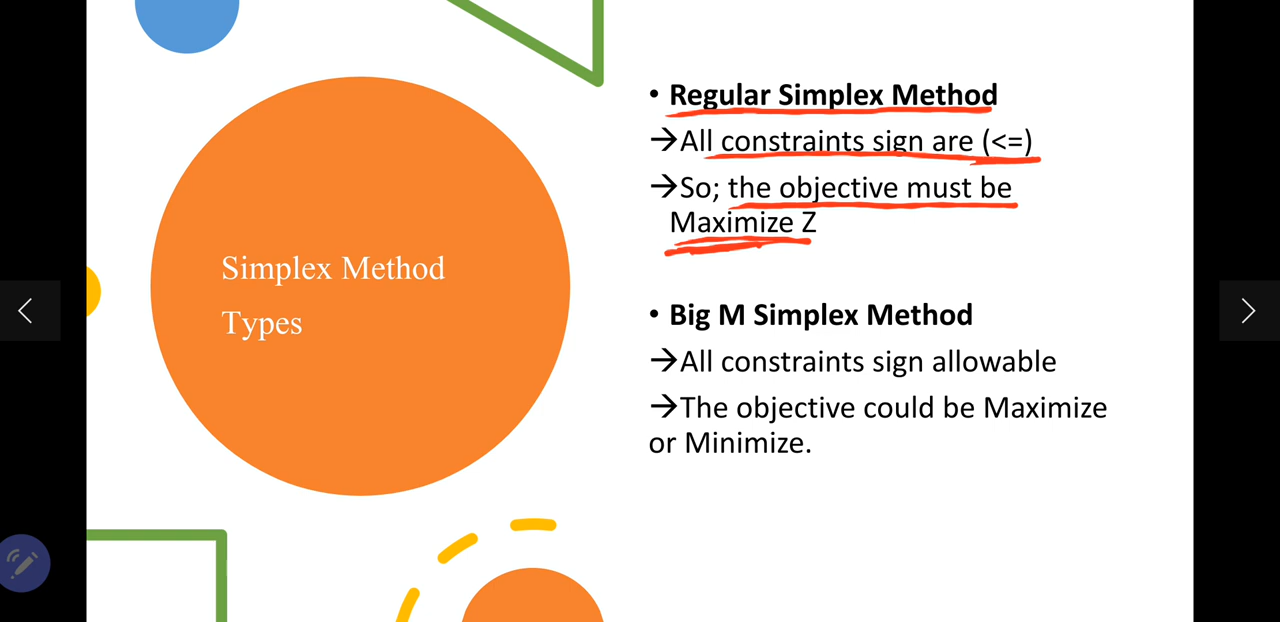 Simplex Method
Types
• Regular Simplex Method
→All constraints sign are (<=)
→So; the objective must be
Maximize Z
• Big M Simplex Method
→All constraints sign allowable
→The objective could be Maximize
or Minimize.